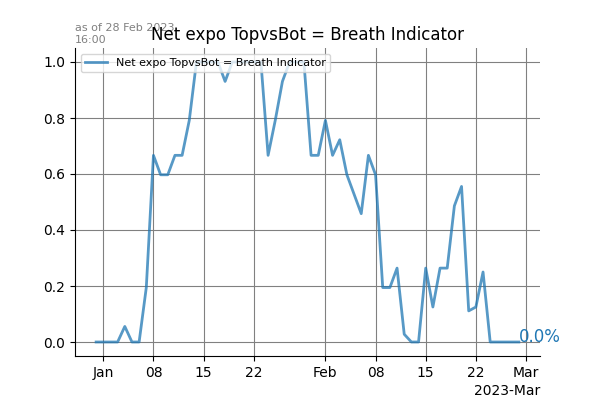 as of 28 Feb 2023
16:00
Net expo TopvsBot = Breath Indicator
Net expo TopvsBot = Breath Indicator
1.0
0.8
0.6
0.4
0.2
0.0
0.0%
Jan 08 15 22 Feb 08 15 22 Mar
2023-Mar